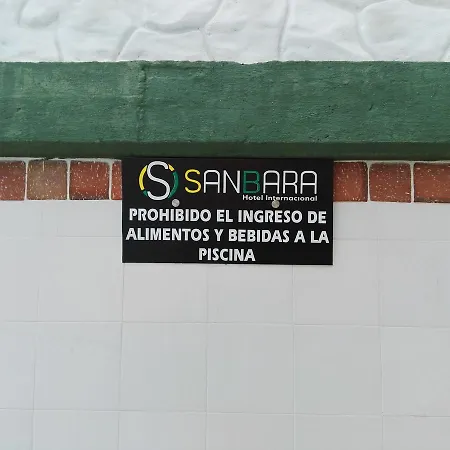 S SANBARA
Hotel Internacional
PROHIBIDO EL INGRESO DE
ALIMENTOS Y BEBIDAS A LA
PISCINA